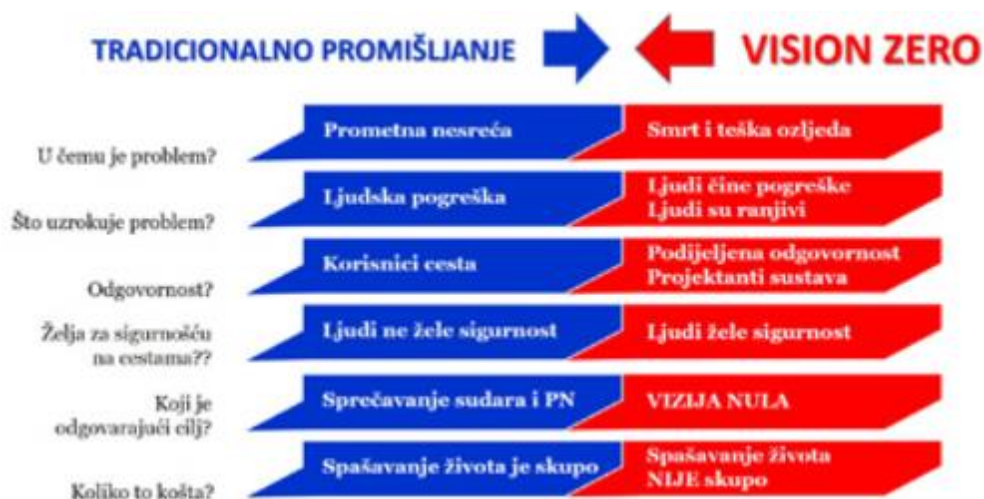 TRADICIONALNO PROMIŠLJANJE
VISION ZERO
U čemu je problem?
Prometna nesreća
Smrt i teška ozljeda
Što uzrokuje problem?
Ljudska pogreška
Ljudi čine pogreške
Ljudi su ranjivi
Odgovornost?
Korisnici cesta
Podijeljena odgovornost
Projektanti sustava
Želja za sigurnošću
na cestama??
Ljudi ne žele sigurnost
Ljudi žele sigurnost
Koji je
odgovarajući cilj?
Sprečavanje sudara i PN
VIZIJA NULA
Koliko to košta?
Spašavanje života je skupo
Spašavanje života
NIJE skupo